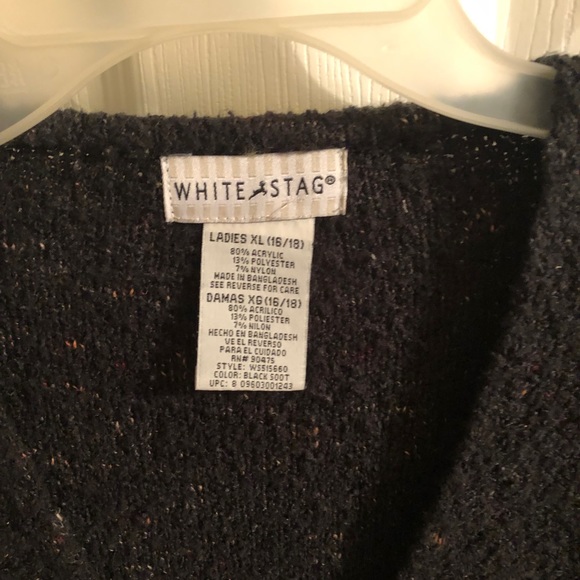 WHITE STAG®
LADIES XL (16/18)
80% ACRYLIC
13% POLYESTER
7% NYLON
MADE IN BANGLADESH
SEE REVERSE FOR CARE
DAMAS XG (16/18)
80% ACRILICO
13% POLIESTER
7% NILON
HECHO EN BANGLADESH
VE EL REVERSO
PARA EL CUIDADO
RN# 90475
STYLE: WS515660
COLOR: BLACK SOOT
UPC: 8 09603001243